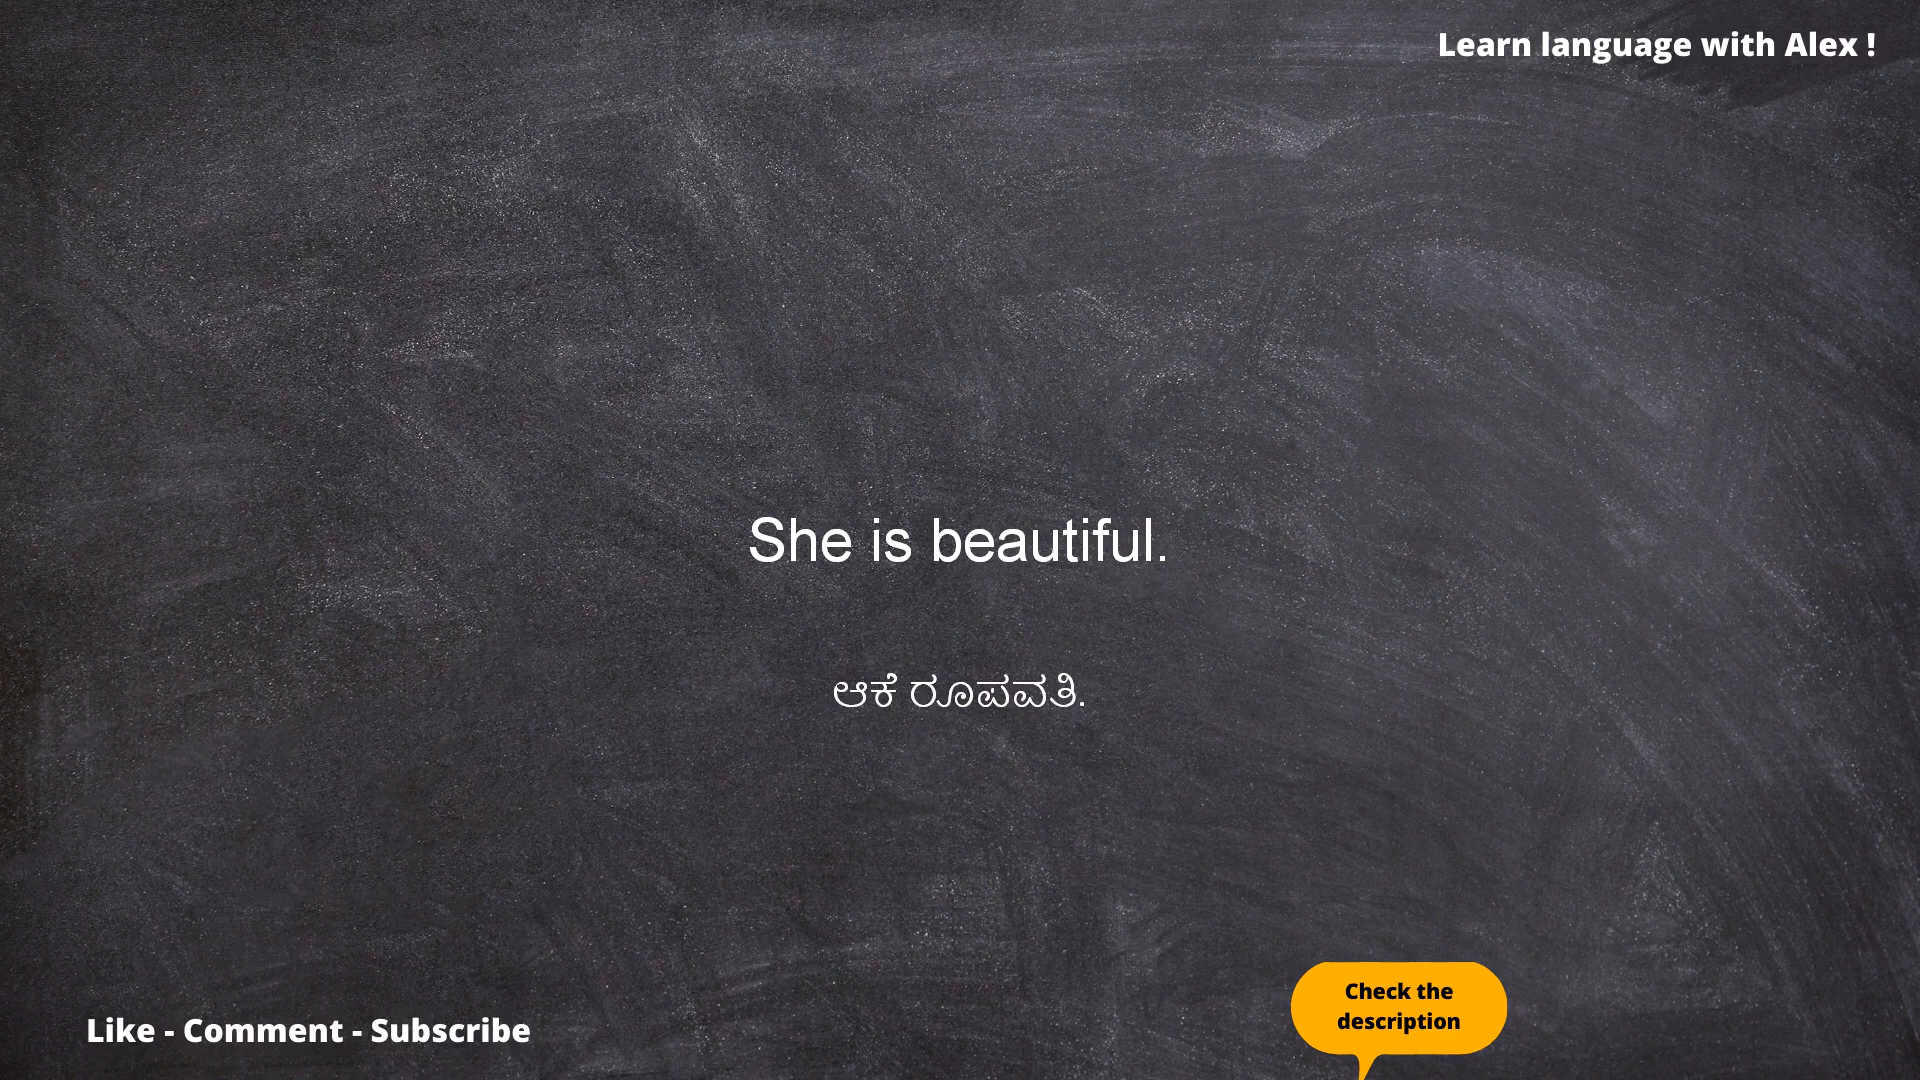 Learn language with Alex !
She is beautiful.
ಆಕೆ ರೂಪವತಿ.
Check the
description
Like - Comment - Subscribe